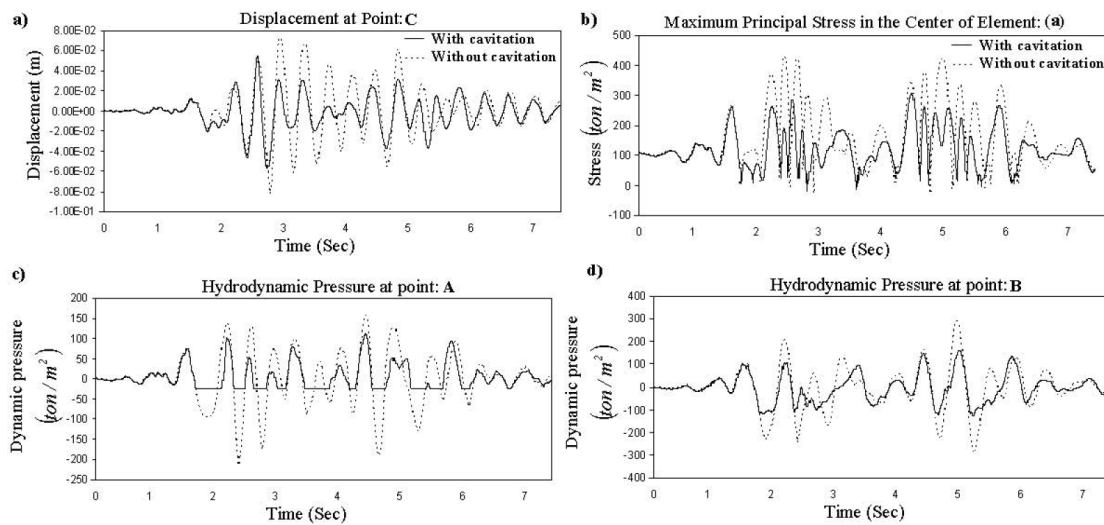 a)
Displacement at Point: C
8.00E-02
6.00E-02
4.00E-02
2.00E-02
0.00E+00
-2.00E-02
-4.00E-02
-6.00E-02
-8.00E-02
-1.00E-01
Displacement (m)
With cavitation
Without cavitation
0 1 2 3 4 5 6 7
Time (Sec)
b)
Maximum Principal Stress in the Center of Element: (a)
500
400
300
200
100
0
-100
Stress (ton / m²)
With cavitation
Without cavitation
0 1 2 3 4 5 6 7
Time (Sec)
c)
Hydrodynamic Pressure at point: A
200
150
100
50
0
-50
-100
-150
-200
-250
Dynamic pressure
(ton / m²)
0 1 2 3 4 5 6 7
Time (Sec)
d)
Hydrodynamic Pressure at point: B
400
300
200
100
0
-100
-200
-300
-400
Dynamic pressure
(ton / m²)
0 1 2 3 4 5 6 7
Time (Sec)